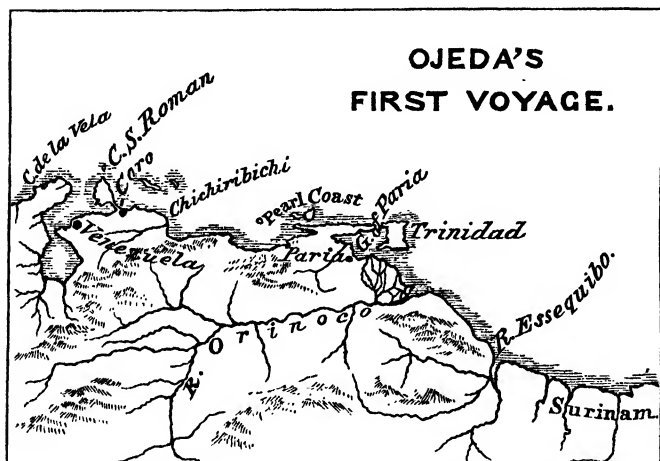 OJEDA'S
FIRST VOYAGE.
C. de la Vela
C. S. Roman
Coro
Chichiribichi
Pearl Coast
G. of Paria
Trinidad
Venezuela
Paria
R. Orinoco
R. Essequibo.
Surinam.